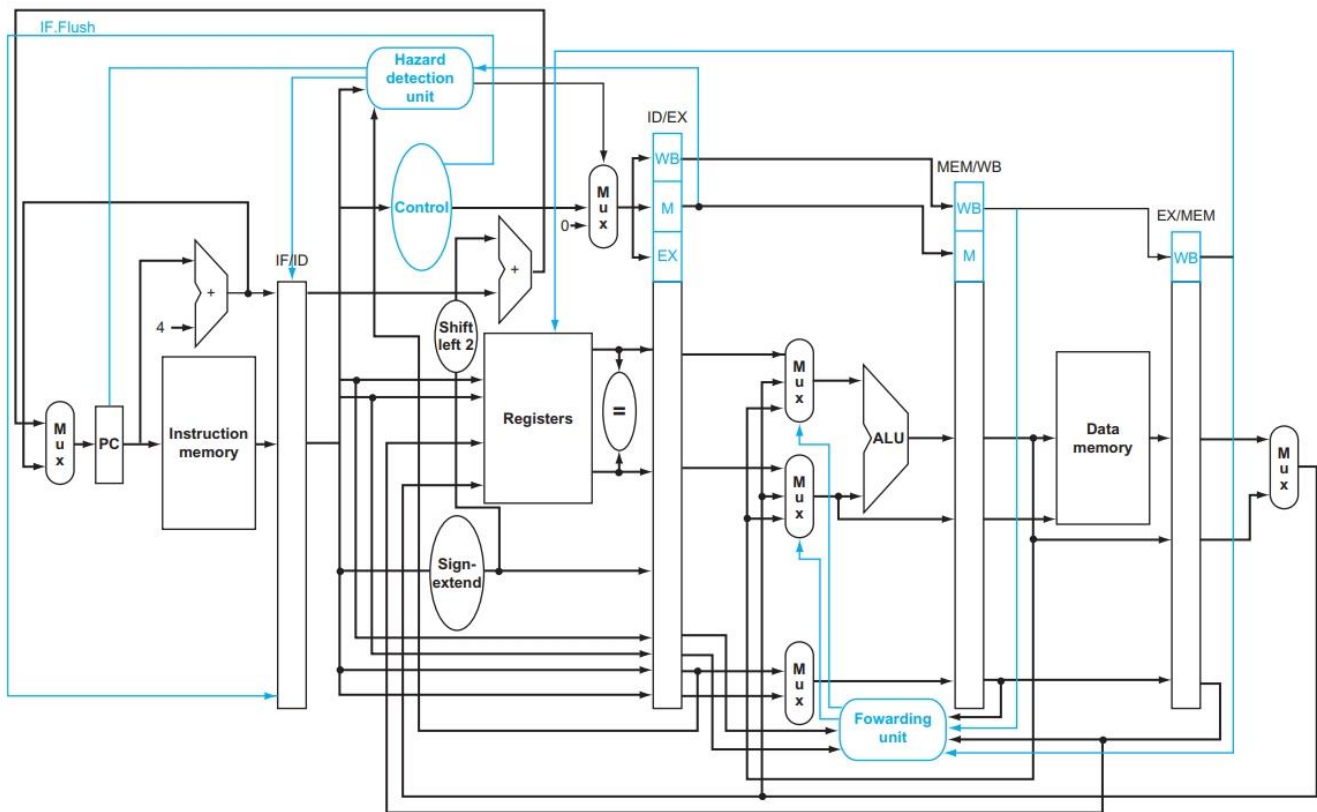 IF.Flush
Hazard
detection
unit
ID/EX
WB
MEM/WB
Control
M
u
x
M
WB
EX/MEM
0
IF/ID
EX
M
WB
+
+
4
Shift
left 2
M
u
x
PC
Instruction
memory
Registers
=
M
u
x
ALU
Data
memory
M
u
x
M
u
x
Sign-
extend
M
u
x
Fowarding
unit